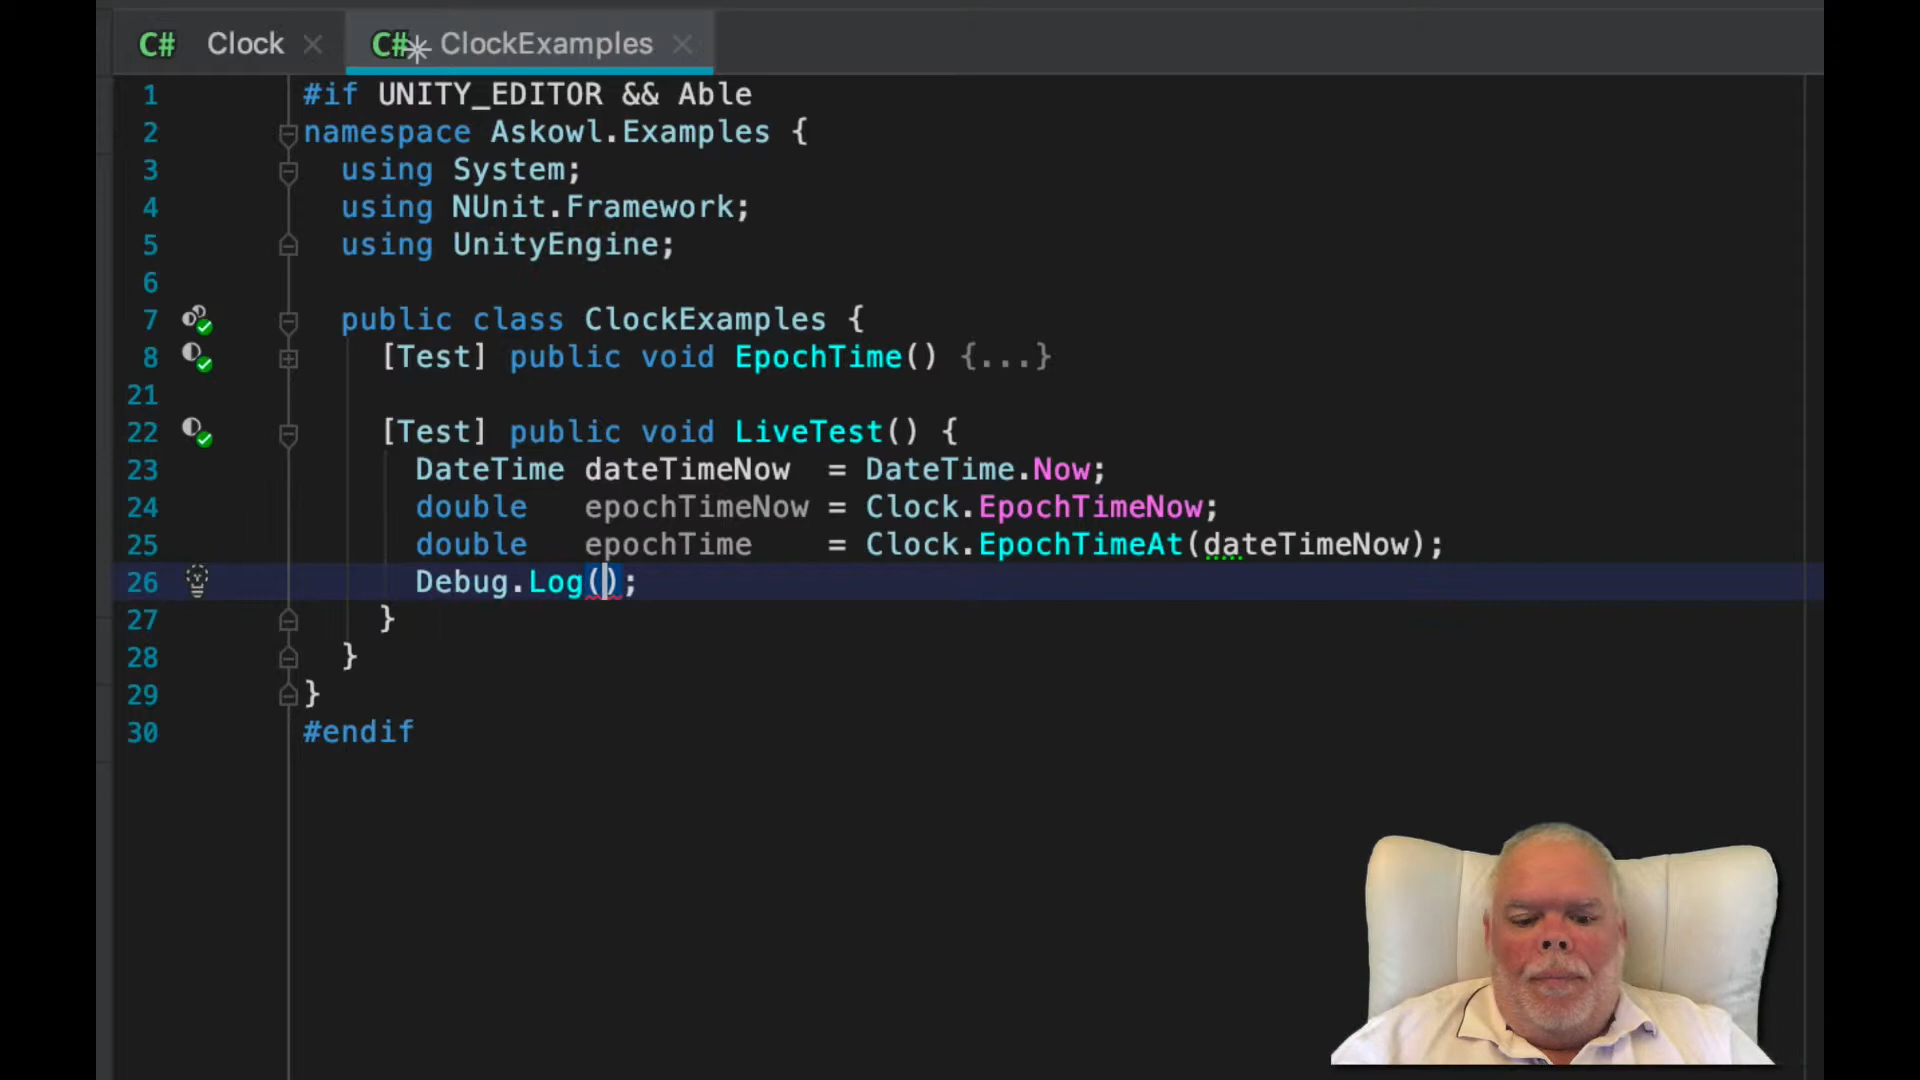 C# Clock × C# ClockExamples ×
1 #if UNITY_EDITOR && Able
2 namespace Askowl.Examples {
3 using System;
4 using NUnit.Framework;
5 using UnityEngine;
6
7 public class ClockExamples {
8 [Test] public void EpochTime() {...}
21
22 [Test] public void LiveTest() {
23 DateTime dateTimeNow = DateTime.Now;
24 double epochTimeNow = Clock.EpochTimeNow;
25 double epochTime = Clock.EpochTimeAt(dateTimeNow);
26 Debug.Log();
27 }
28 }
29 }
30 #endif